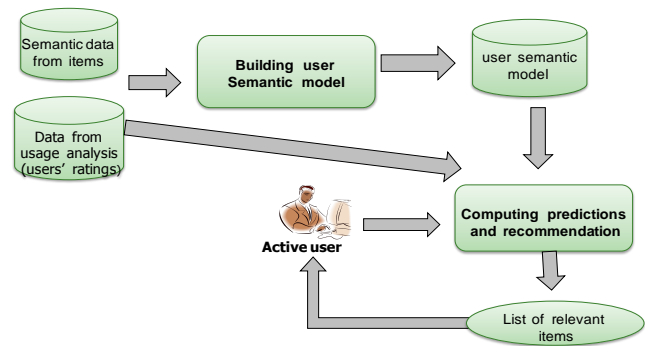 Semantic data
from items
Building user
Semantic model
user semantic
model
Data from
usage analysis
(users' ratings)
Computing predictions
and recommendation
Active user
List of relevant
items